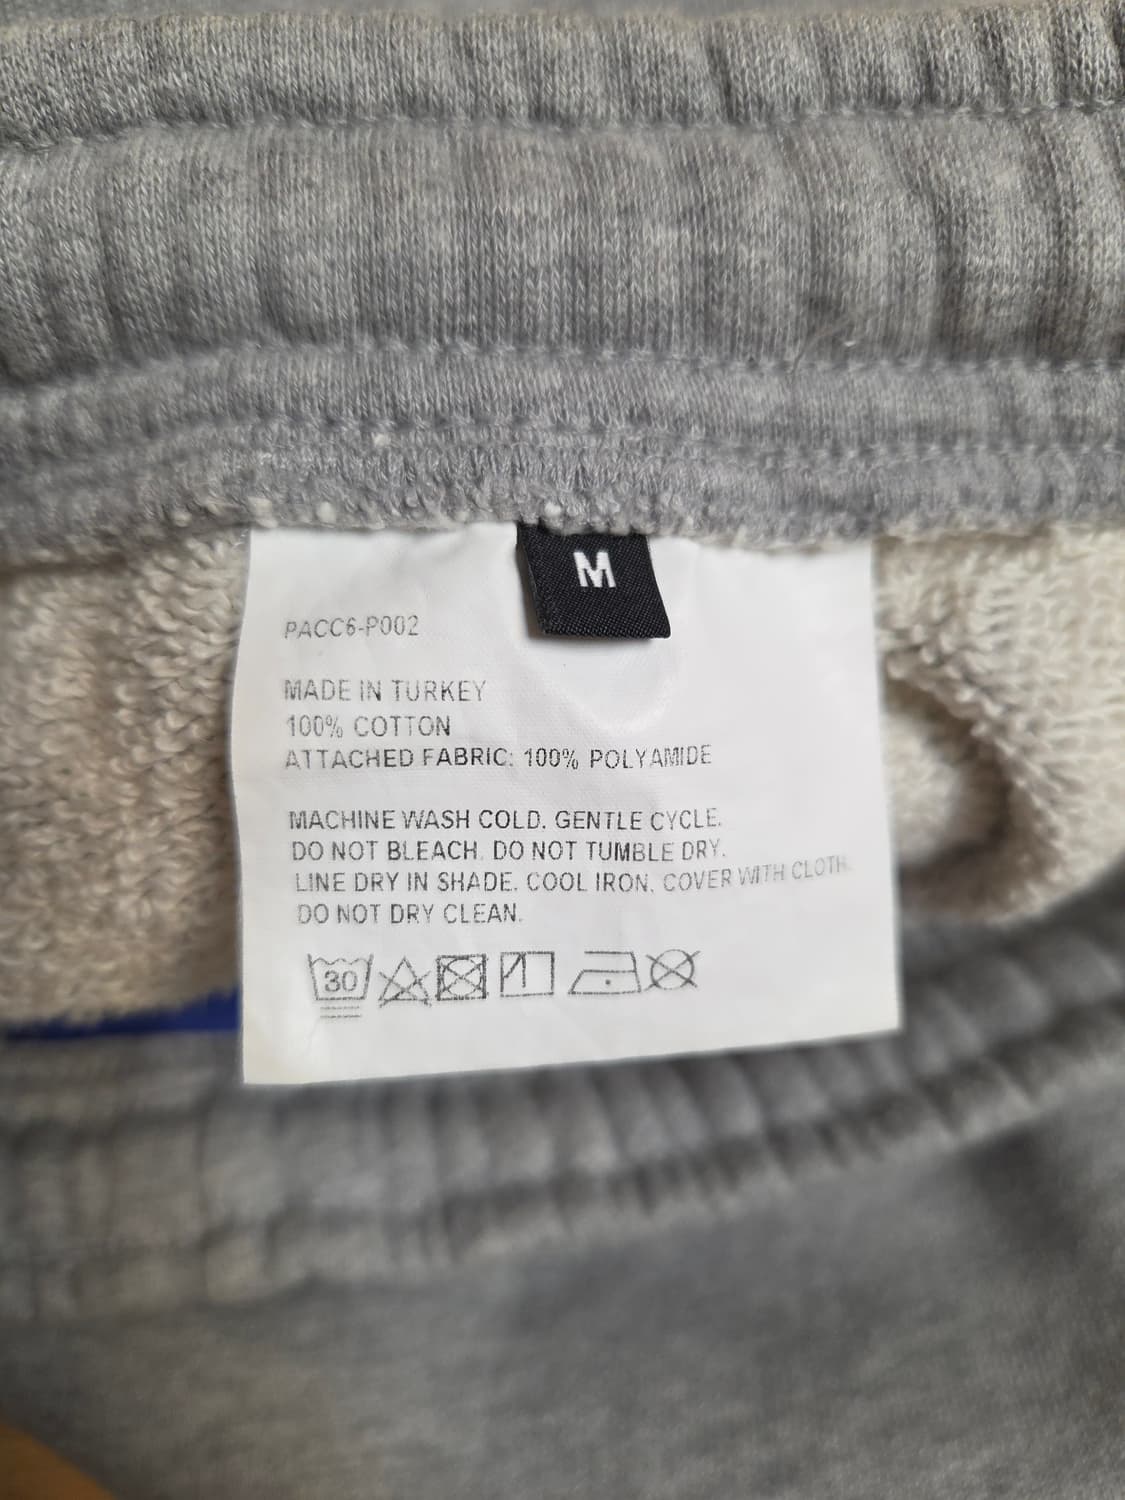 M
PACC6-P002
MADE IN TURKEY
100% COTTON
ATTACHED FABRIC: 100% POLYAMIDE
MACHINE WASH COLD. GENTLE CYCLE.
DO NOT BLEACH. DO NOT TUMBLE DRY.
LINE DRY IN SHADE. COOL IRON. COVER WITH CLOTH.
DO NOT DRY CLEAN.
30